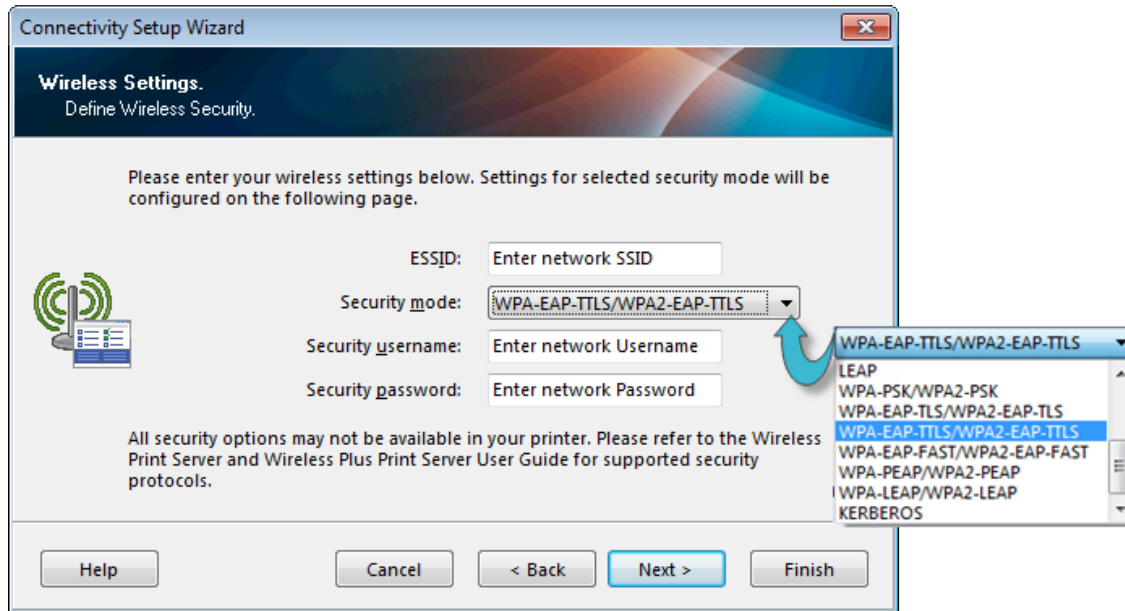 Connectivity Setup Wizard
Wireless Settings.
Define Wireless Security.
Please enter your wireless settings below. Settings for selected security mode will be
configured on the following page.
ESSID: Enter network SSID
Security mode: WPA-EAP-TTLS/WPA2-EAP-TTLS
Security username: Enter network Username
Security password: Enter network Password
All security options may not be available in your printer. Please refer to the Wireless
Print Server and Wireless Plus Print Server User Guide for supported security
protocols.
WPA-EAP-TTLS/WPA2-EAP-TTLS
LEAP
WPA-PSK/WPA2-PSK
WPA-EAP-TLS/WPA2-EAP-TLS
WPA-EAP-TTLS/WPA2-EAP-TTLS
WPA-EAP-FAST/WPA2-EAP-FAST
WPA-PEAP/WPA2-PEAP
WPA-LEAP/WPA2-LEAP
KERBEROS
Help Cancel < Back Next > Finish